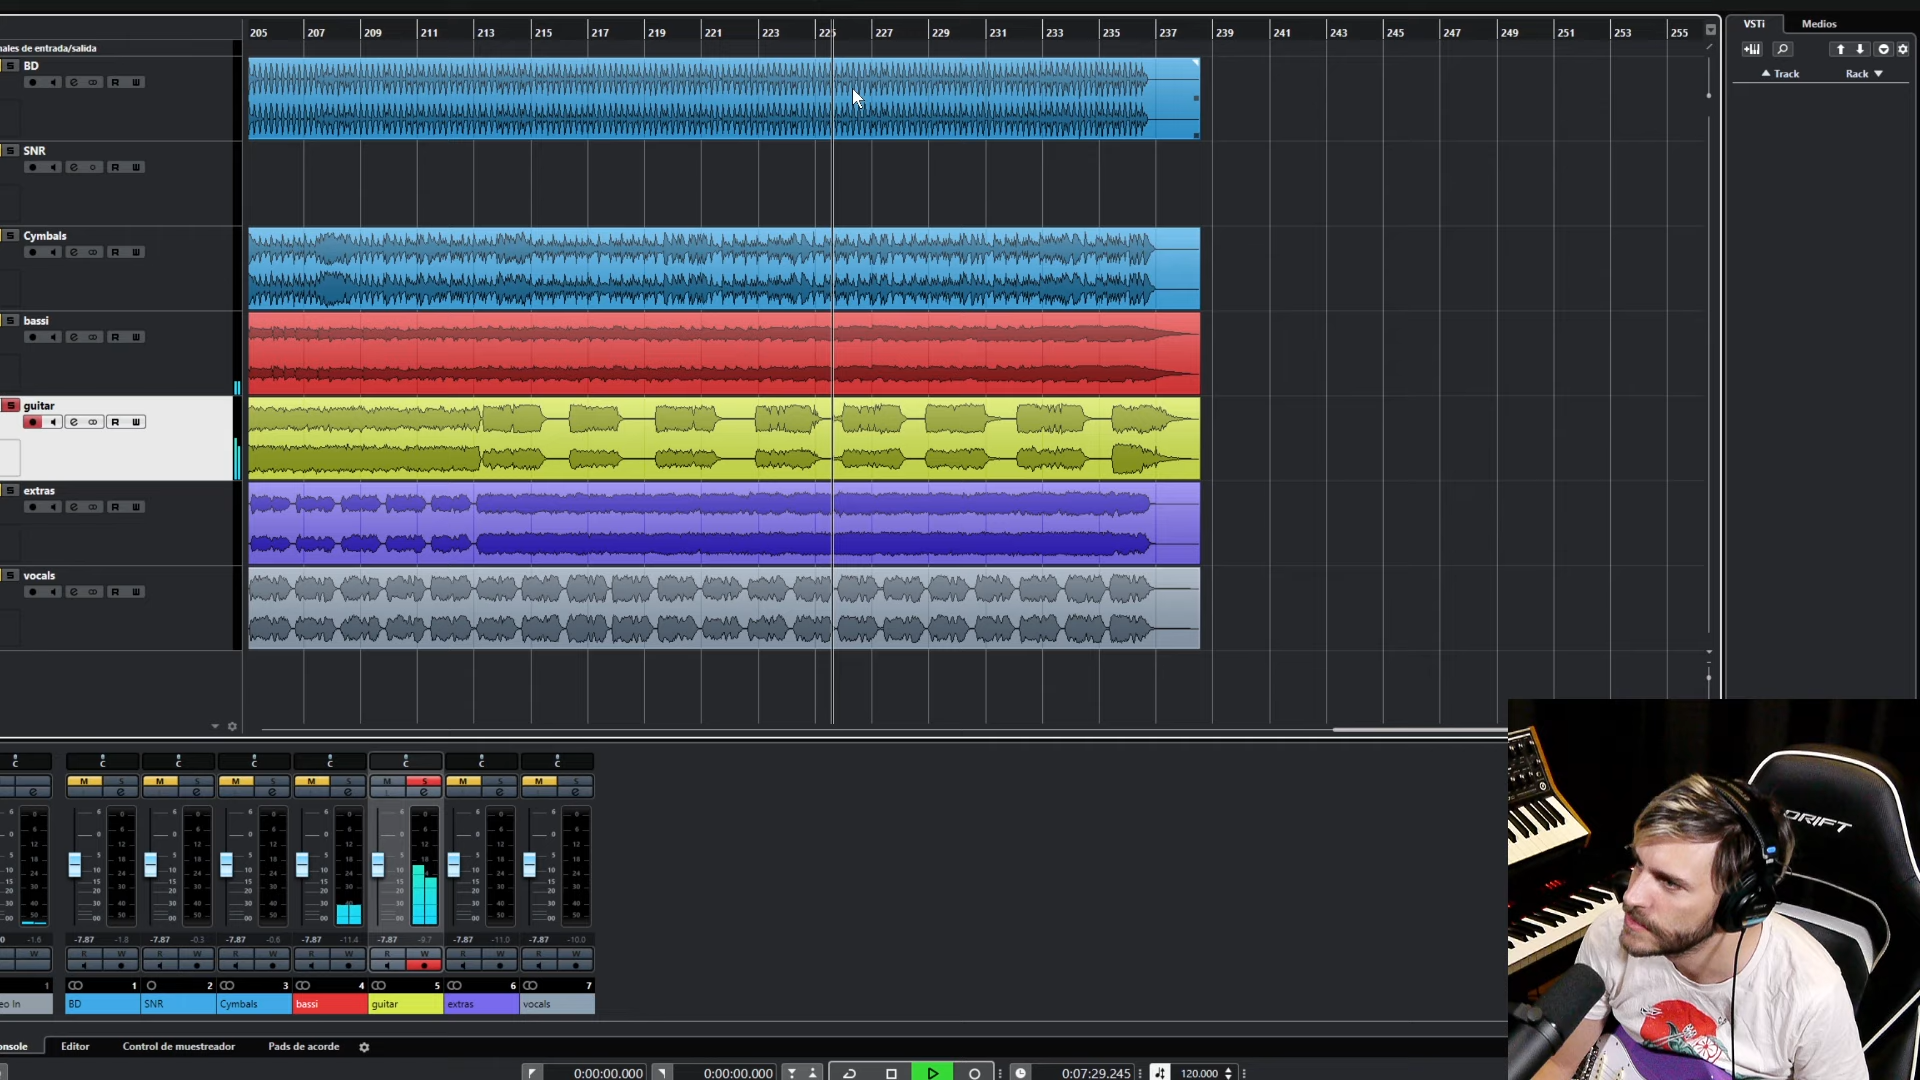 205 207 209 211 213 215 217 219 221 223 225 227 229 231 233 235 237 239 241 243 245 247 249 251 253 255
VSTi Medios
nales de entrada/salida
Track Rack
S BD
R W
S SNR
R W
S Cymbals
R W
S bassi
R W
S guitar
R W
S extras
R W
S vocals
R W
C C C C C C C C
M S M S M S M S M S M S M S
-1.6 -7.87 -1.8 -7.87 -0.3 -7.87 -0.6 -7.87 -11.4 -7.87 -9.7 -7.87 -11.0 -7.87 -10.0
W R W R W R W R W R W R W R W
1 1 2 3 4 5 6 7
eo In BD SNR Cymbals bassi guitar extras vocals
onsole Editor Control de muestreador Pads de acorde
0:00:00.000 0:00:00.000 0:07:29.245 120.000
DRIFT